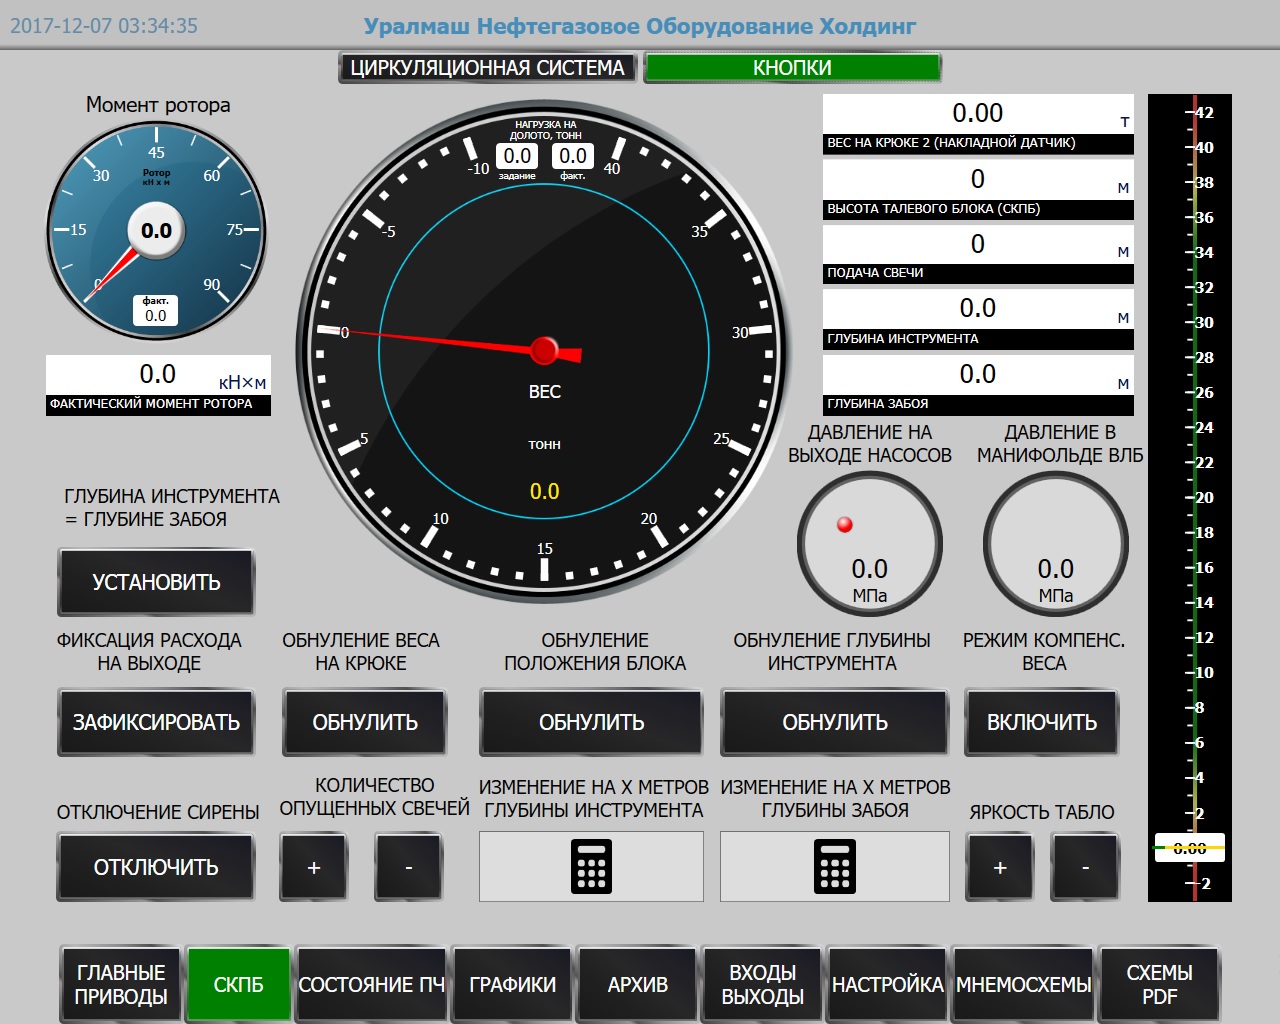 2017-12-07 03:34:35
Уралмаш Нефтегазовое Оборудование Холдинг
ЦИРКУЛЯЦИОННАЯ СИСТЕМА
КНОПКИ
Момент ротора
45
30
60
Ротор
кН х м
15
0.0
75
0
90
факт.
0.0
0.0
кН×м
ФАКТИЧЕСКИЙ МОМЕНТ РОТОРА
НАГРУЗКА НА
ДОЛОТО, ТОНН
-10
0.0
0.0
40
задание
факт.
-5
35
0
30
ВЕС
5
25
тонн
0.0
10
20
15
0.00
т
ВЕС НА КРЮКЕ 2 (НАКЛАДНОЙ ДАТЧИК)
0
м
ВЫСОТА ТАЛЕВОГО БЛОКА (СКПБ)
0
м
ПОДАЧА СВЕЧИ
0.0
м
ГЛУБИНА ИНСТРУМЕНТА
0.0
м
ГЛУБИНА ЗАБОЯ
ДАВЛЕНИЕ НА
ВЫХОДЕ НАСОСОВ
0.0
МПа
ДАВЛЕНИЕ В
МАНИФОЛЬДЕ ВЛБ
0.0
МПа
42
40
38
36
34
32
30
28
26
24
22
20
18
16
14
12
10
8
6
4
2
0.00
-2
ГЛУБИНА ИНСТРУМЕНТА
= ГЛУБИНЕ ЗАБОЯ
УСТАНОВИТЬ
ФИКСАЦИЯ РАСХОДА
НА ВЫХОДЕ
ЗАФИКСИРОВАТЬ
ОБНУЛЕНИЕ ВЕСА
НА КРЮКЕ
ОБНУЛИТЬ
ОБНУЛЕНИЕ
ПОЛОЖЕНИЯ БЛОКА
ОБНУЛИТЬ
ОБНУЛЕНИЕ ГЛУБИНЫ
ИНСТРУМЕНТА
ОБНУЛИТЬ
РЕЖИМ КОМПЕНС.
ВЕСА
ВКЛЮЧИТЬ
ОТКЛЮЧЕНИЕ СИРЕНЫ
ОТКЛЮЧИТЬ
КОЛИЧЕСТВО
ОПУЩЕННЫХ СВЕЧЕЙ
+
-
ИЗМЕНЕНИЕ НА X МЕТРОВ
ГЛУБИНЫ ИНСТРУМЕНТА
ИЗМЕНЕНИЕ НА X МЕТРОВ
ГЛУБИНЫ ЗАБОЯ
ЯРКОСТЬ ТАБЛО
+
-
ГЛАВНЫЕ
ПРИВОДЫ
СКПБ
СОСТОЯНИЕ ПЧ
ГРАФИКИ
АРХИВ
ВХОДЫ
ВЫХОДЫ
НАСТРОЙКА
МНЕМОСХЕМЫ
СХЕМЫ
PDF